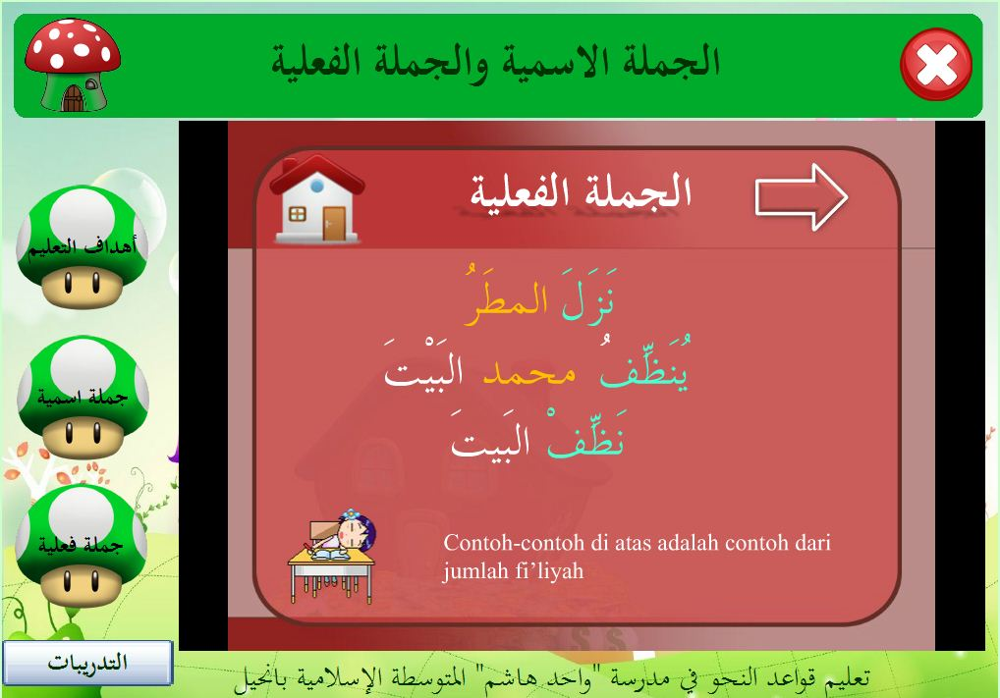 الجملة الاسمية والجملة الفعلية
الجملة الفعلية
نَزَلَ المطَرُ
يُنَظِّفُ محمد البَيْتَ
نَظِّفْ البَيتَ
Contoh-contoh di atas adalah contoh dari
jumlah fi’liyah
أهداف التعليم
جملة اسمية
جملة فعلية
التدريبات
تعليم قواعد النحو في مدرسة "واحد هاشم" المتوسطة الإسلامية بانجيل